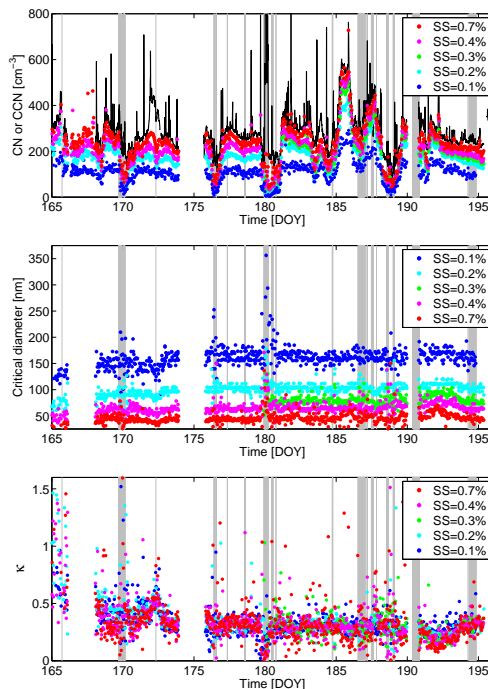 800
600
400
200
0
CN or CCN [cm⁻³]
SS=0.7%
SS=0.4%
SS=0.3%
SS=0.2%
SS=0.1%
165 170 175 180 185 190 195
Time [DOY]
350
300
250
200
150
100
50
Critical diameter [nm]
SS=0.1%
SS=0.2%
SS=0.3%
SS=0.4%
SS=0.7%
165 170 175 180 185 190 195
Time [DOY]
1.5
1
0.5
0
κ
SS=0.7%
SS=0.4%
SS=0.3%
SS=0.2%
SS=0.1%
165 170 175 180 185 190 195
Time [DOY]